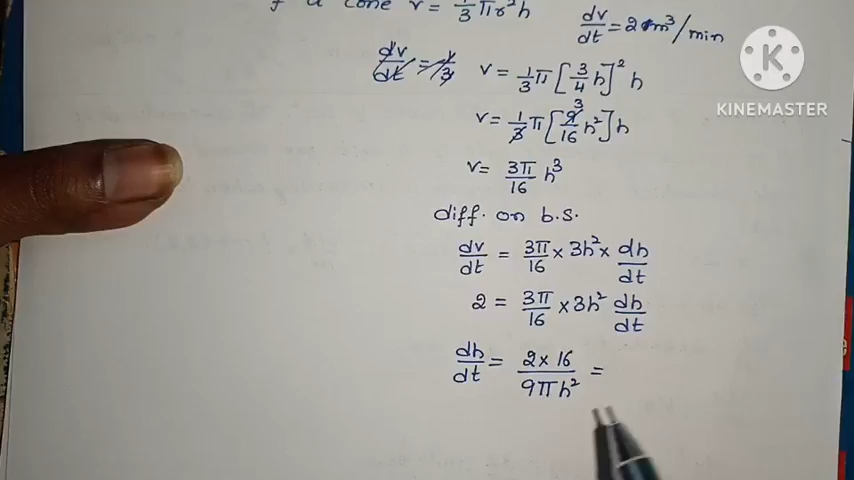 f a cone v = 1/3 πr²h
dv/dt = 2 m³/min
dv/dt = 1/3
v = 1/3 π [3/4 h]² h
v = 1/3 π [9/16 h²] h
3
v = 3π/16 h³
diff. on b.s.
dv/dt = 3π/16 × 3h² × dh/dt
2 = 3π/16 × 3h² dh/dt
dh/dt = 2 × 16 / 9πh² =
KINEMASTER